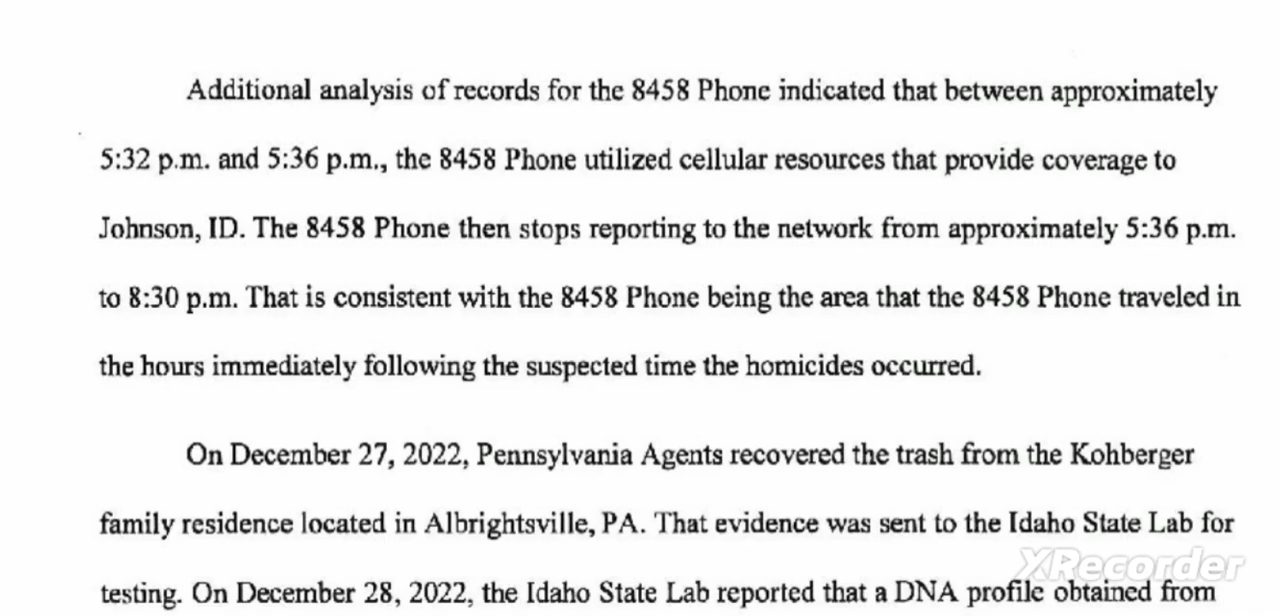 Additional analysis of records for the 8458 Phone indicated that between approximately
5:32 p.m. and 5:36 p.m., the 8458 Phone utilized cellular resources that provide coverage to
Johnson, ID. The 8458 Phone then stops reporting to the network from approximately 5:36 p.m.
to 8:30 p.m. That is consistent with the 8458 Phone being the area that the 8458 Phone traveled in
the hours immediately following the suspected time the homicides occurred.
On December 27, 2022, Pennsylvania Agents recovered the trash from the Kohberger
family residence located in Albrightsville, PA. That evidence was sent to the Idaho State Lab for
testing. On December 28, 2022, the Idaho State Lab reported that a DNA profile obtained from
XRecorder